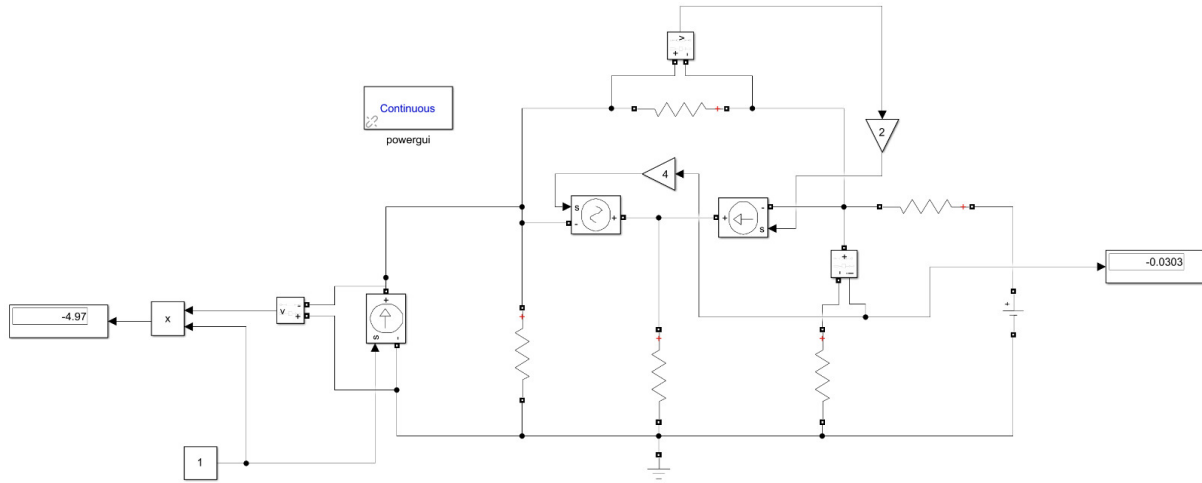 v
+ -
Continuous
powergui
2
4
s
- +
+ -
s
+
- i
+
-0.0303
+
-4.97
x
v
-
+
+
s -
+
+
+
+
1